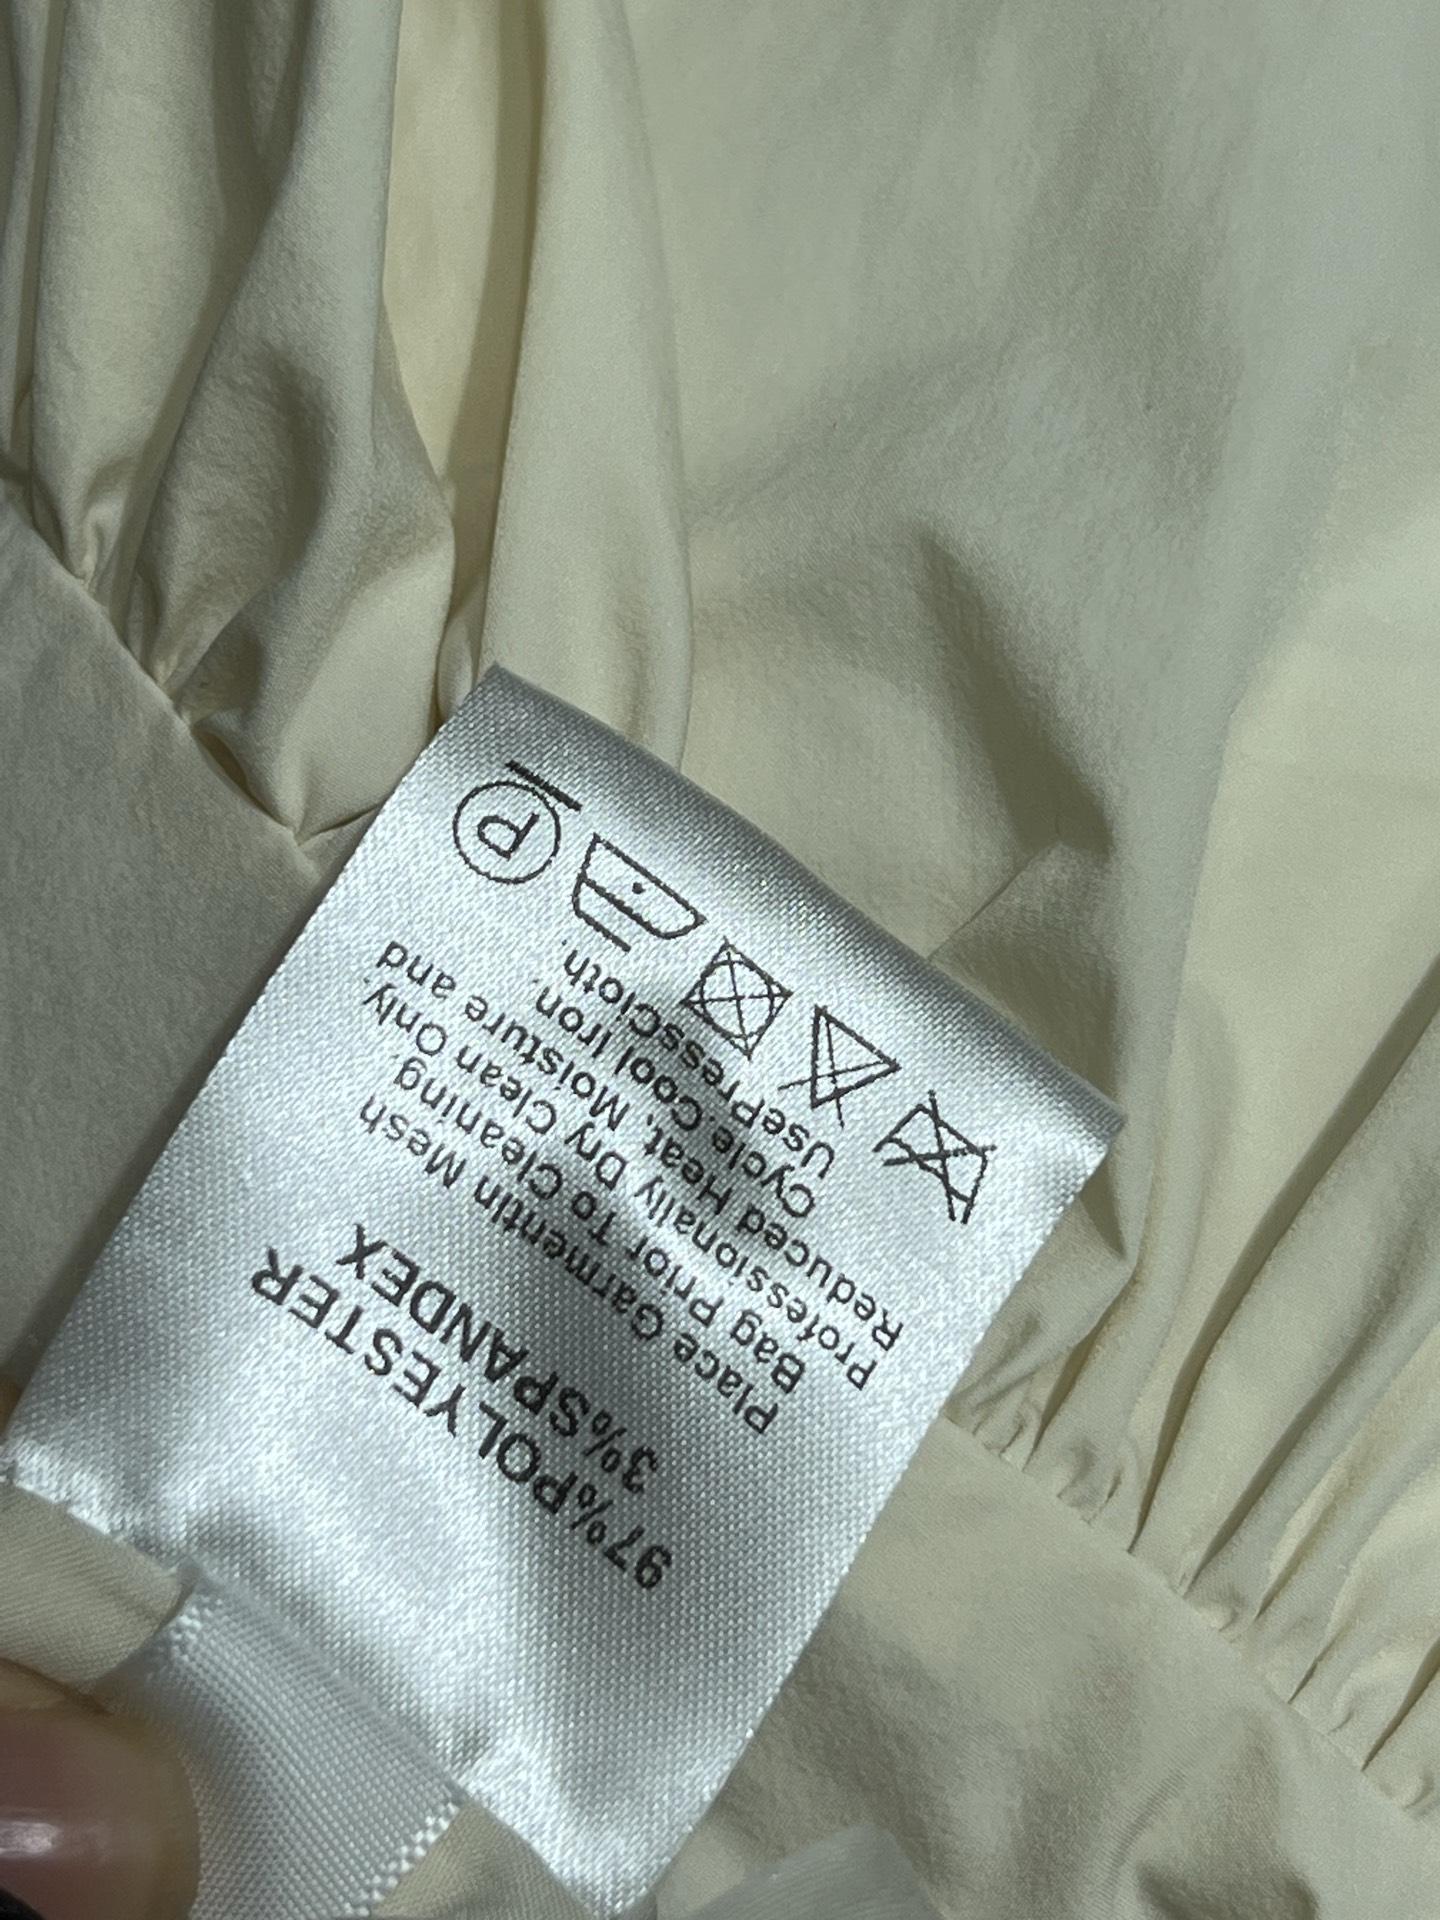 97%POLYESTER
3%SPANDEX
Place Garmentin Mesh
Bag Prior To Cleaning.
Professionally Dry Clean Only.
Reduced Heat, Moisture and
Cycle.Cool Iron.
UsePressCloth.
P